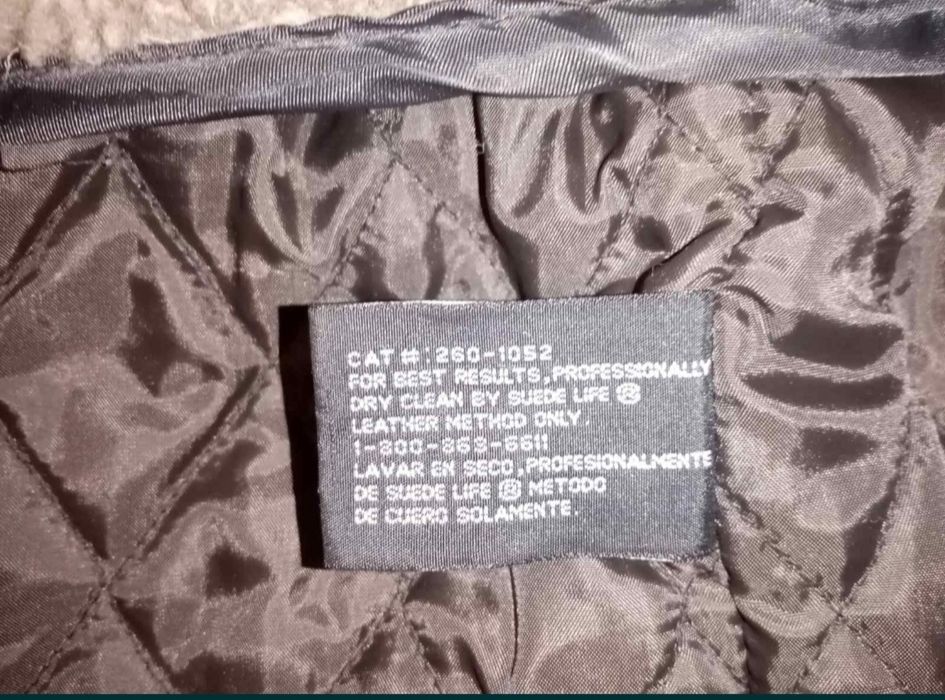 CAT #:260-1052
FOR BEST RESULTS,PROFESSIONALLY
DRY CLEAN BY SUEDE LIFE ®
LEATHER METHOD ONLY.
1-800-869-6611
LAVAR EN SECO,PROFESIONALMENTE
DE SUEDE LIFE ® METODO
DE CUERO SOLAMENTE.